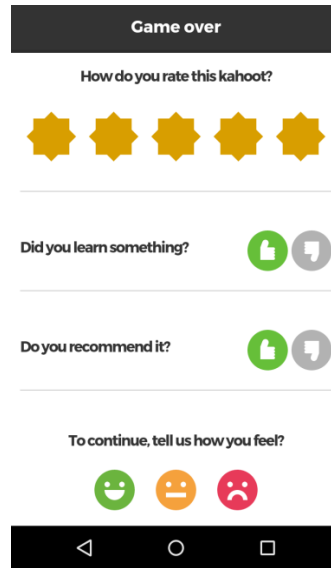 Game over
How do you rate this kahoot?
Did you learn something?
Do you recommend it?
To continue, tell us how you feel?